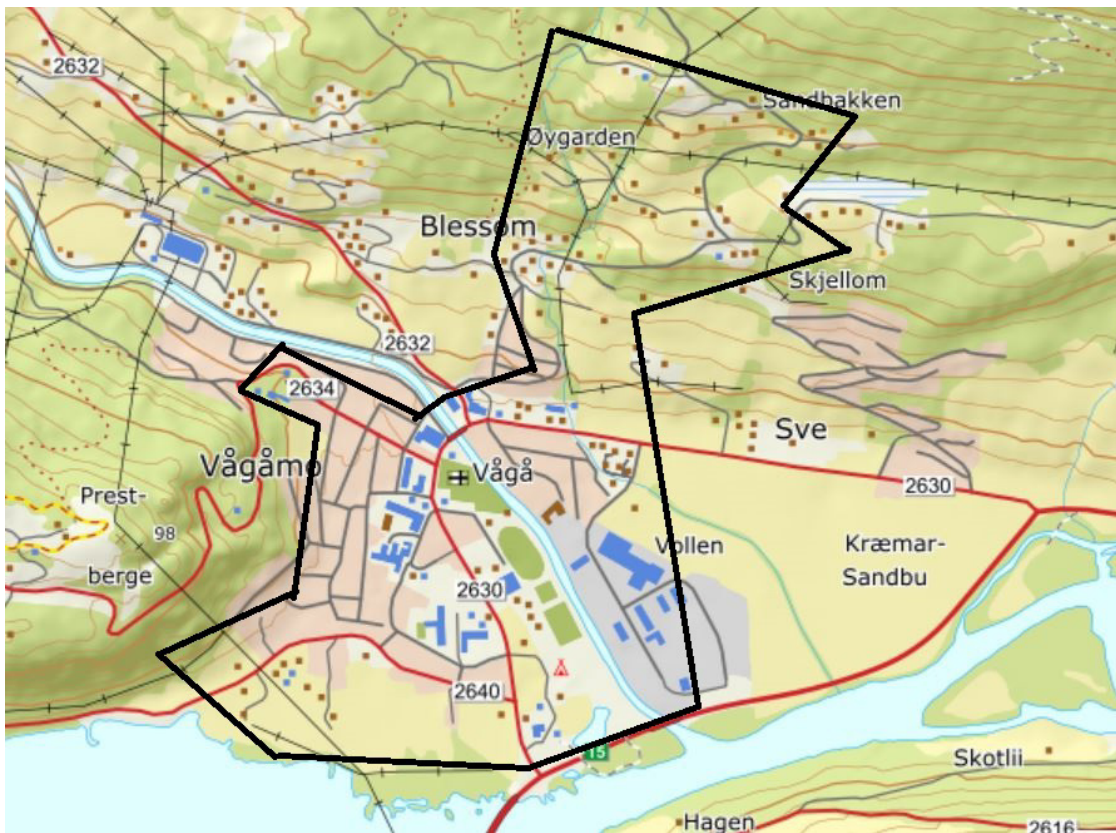 2632
Sandbakken
Øygarden
Blessom
Skjellom
2632
2634
Sve
Vågåmo
Vågå
2630
Prest-
98
berge
Vollen
Kræmar-
Sandbu
2630
2640
15
Skotlii
Hagen
2616